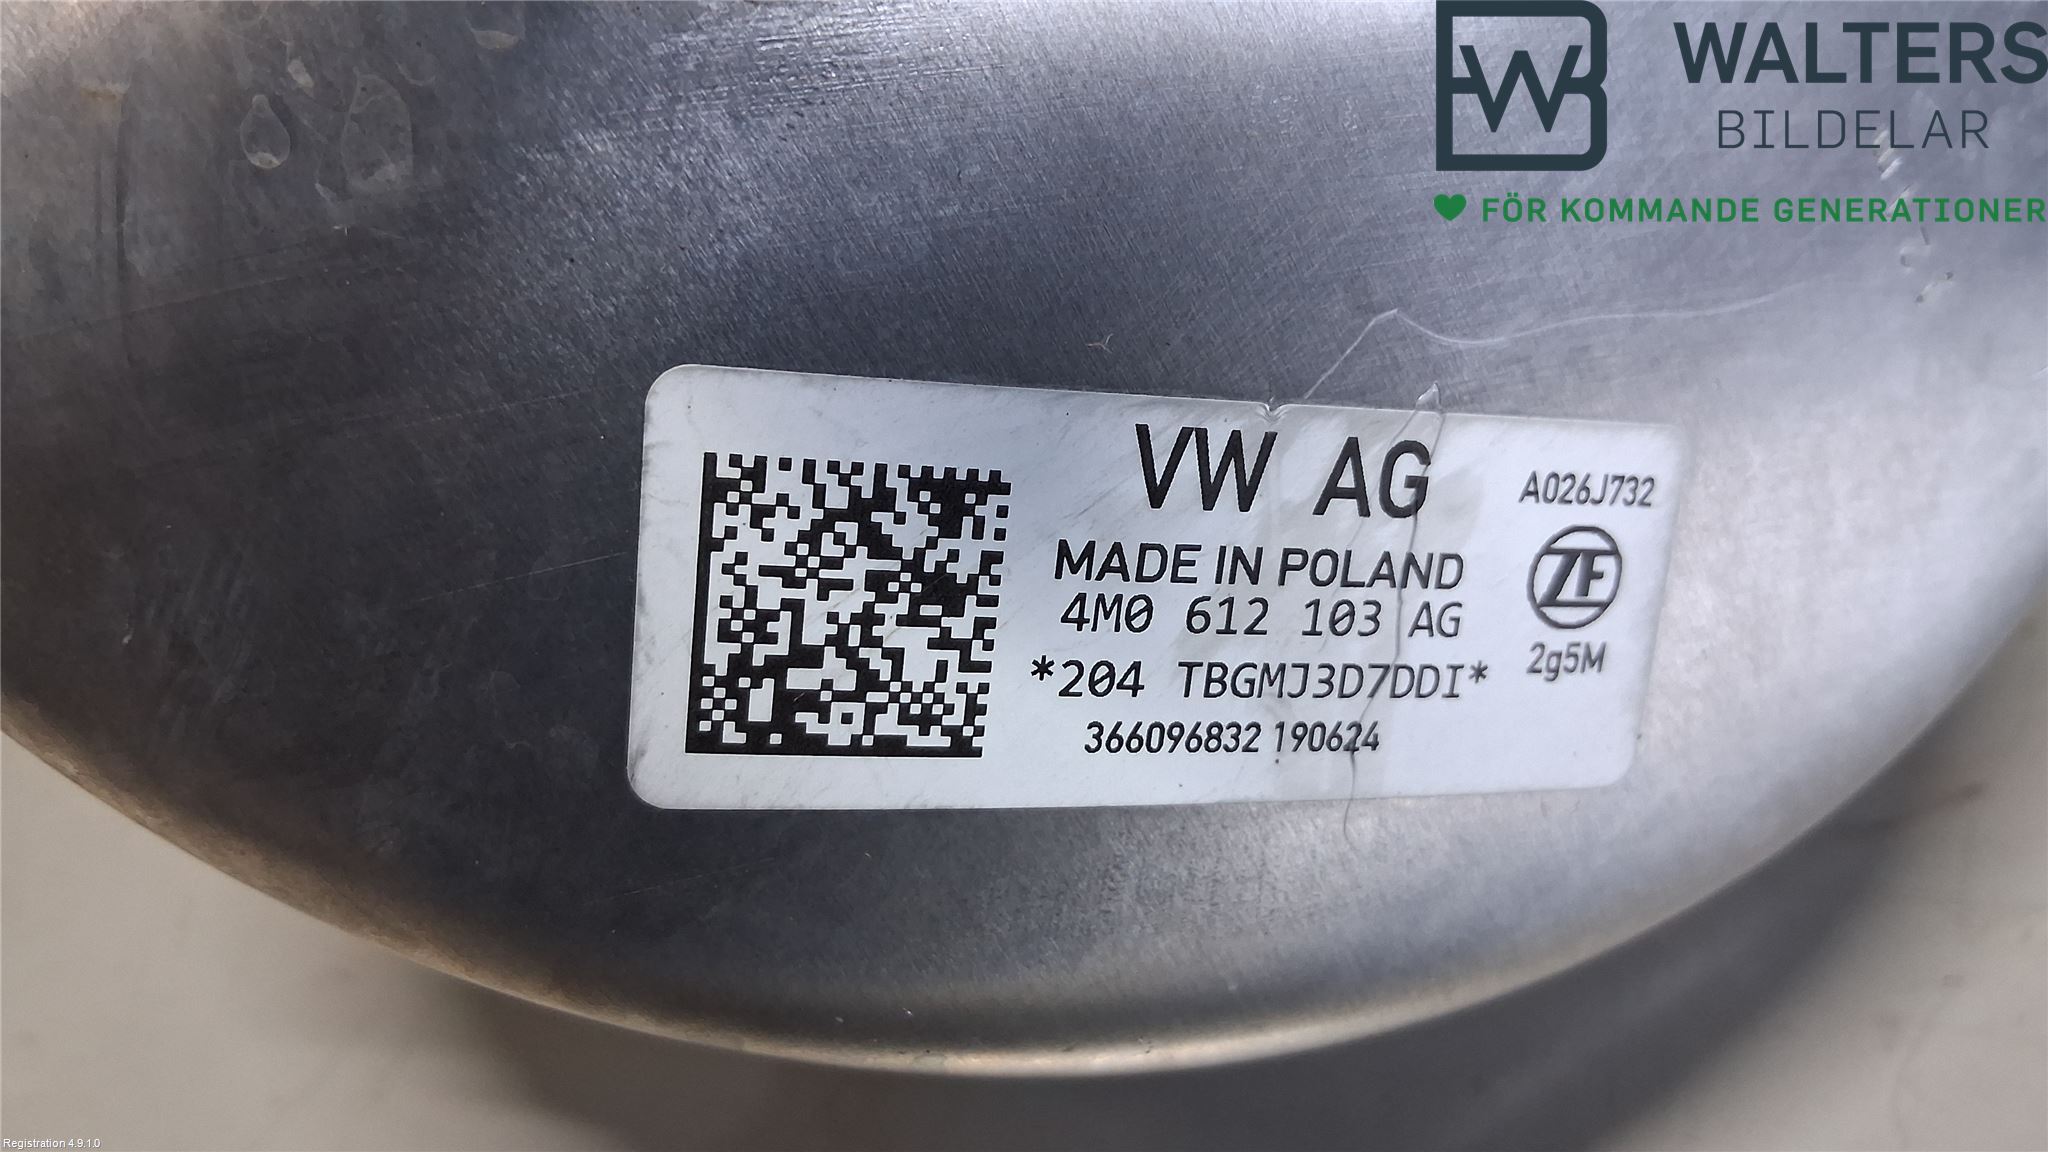 WALTERS
BILDELAR
FÖR KOMMANDE GENERATIONER
VW AG
A026J732
MADE IN POLAND
ZF
4M0 612 103 AG
2g5M
*204 TBGMJ3D7DDI*
366096832 190624
Registration 4.9.1.0